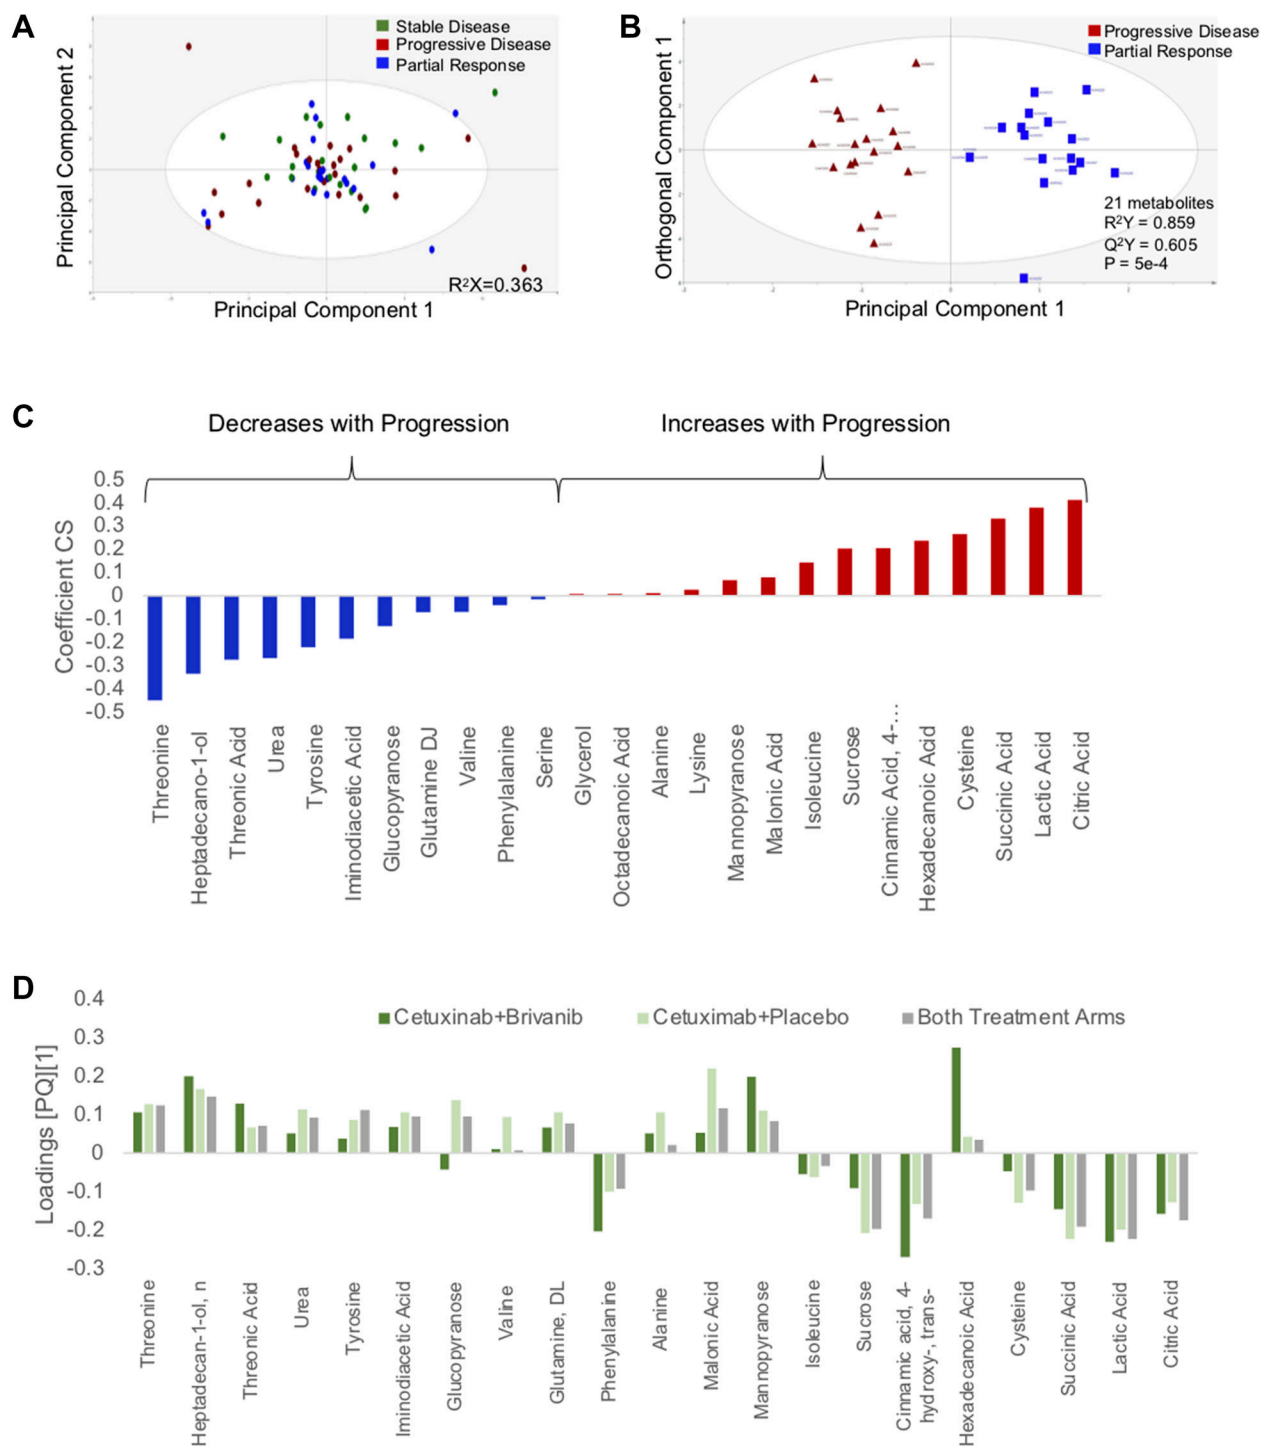 A
Stable Disease
Progressive Disease
Partial Response
Principal Component 2
R²X=0.363
Principal Component 1
B
Progressive Disease
Partial Response
Orthogonal Component 1
21 metabolites
R²Y = 0.859
Q²Y = 0.605
P = 5e-4
Principal Component 1
C
Decreases with Progression
Increases with Progression
Coefficient CS
0.5
0.4
0.3
0.2
0.1
0
-0.1
-0.2
-0.3
-0.4
-0.5
Threonine
Heptadecano-1-ol
Threonic Acid
Urea
Tyrosine
Iminodiacetic Acid
Glucopyranose
Glutamine DJ
Valine
Phenylalanine
Serine
Glycerol
Octadecanoic Acid
Alanine
Lysine
Mannopyranose
Malonic Acid
Isoleucine
Sucrose
Cinnamic Acid, 4-...
Hexadecanoic Acid
Cysteine
Succinic Acid
Lactic Acid
Citric Acid
D
Cetuxinab+Brivanib
Cetuximab+Placebo
Both Treatment Arms
Loadings [PQ][1]
0.4
0.3
0.2
0.1
0
-0.1
-0.2
-0.3
Threonine
Heptadecan-1-ol, n
Threonic Acid
Urea
Tyrosine
Iminodiacetic Acid
Glucopyranose
Valine
Glutamine, DL
Phenylalanine
Alanine
Malonic Acid
Mannopyranose
Isoleucine
Sucrose
Cinnamic acid, 4-
hydroxy-, trans-
Hexadecanoic Acid
Cysteine
Succinic Acid
Lactic Acid
Citric Acid